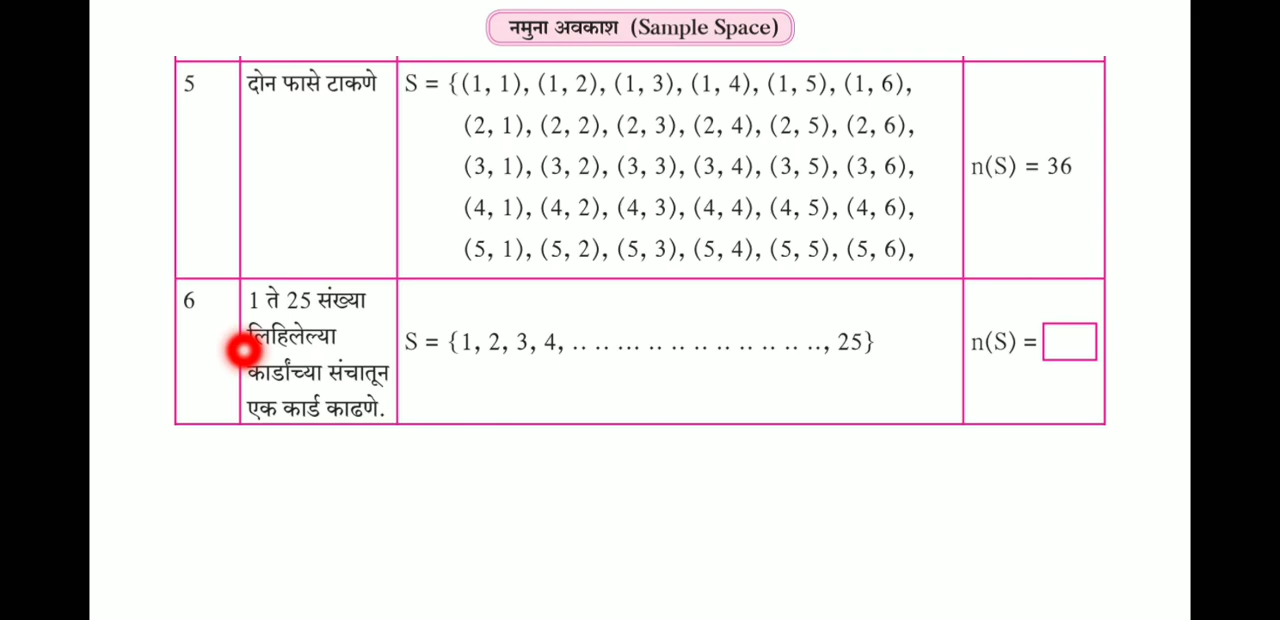 नमुना अवकाश (Sample Space)
5 दोन फासे टाकणे S = {(1, 1), (1, 2), (1, 3), (1, 4), (1, 5), (1, 6),
(2, 1), (2, 2), (2, 3), (2, 4), (2, 5), (2, 6),
(3, 1), (3, 2), (3, 3), (3, 4), (3, 5), (3, 6), n(S) = 36
(4, 1), (4, 2), (4, 3), (4, 4), (4, 5), (4, 6),
(5, 1), (5, 2), (5, 3), (5, 4), (5, 5), (5, 6),
6 1 ते 25 संख्या
लिहिलेल्या S = {1, 2, 3, 4, .. .. ... .. .. .. .. .. .. .. .., 25} n(S) =
कार्डांच्या संचातून
एक कार्ड काढणे.